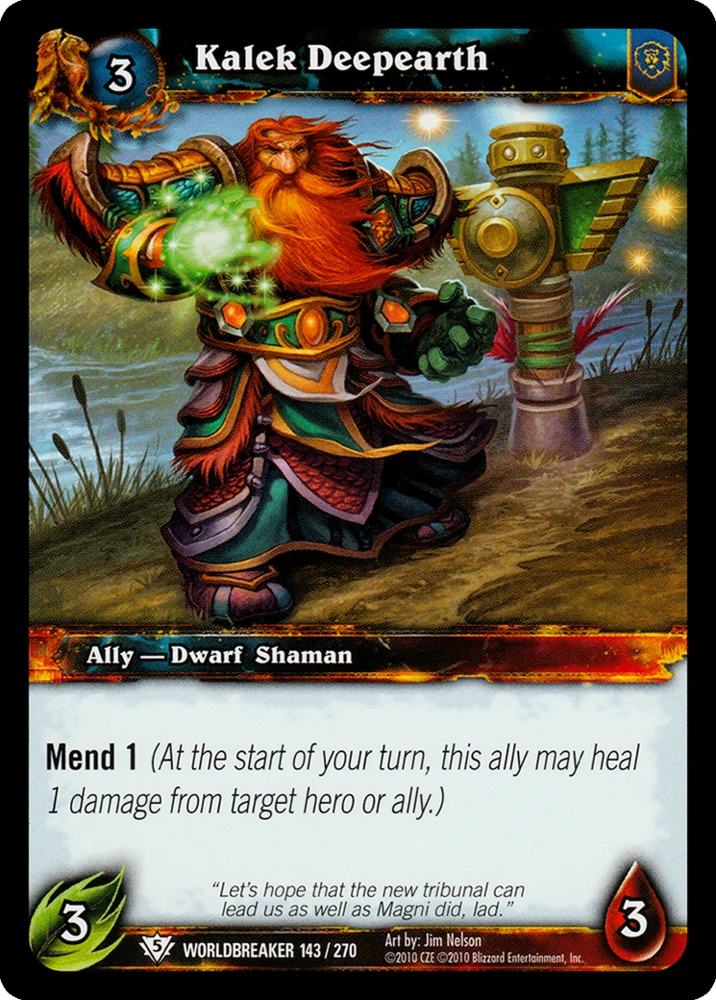 3
Kalek Deepearth
Ally — Dwarf Shaman
Mend 1 (At the start of your turn, this ally may heal
1 damage from target hero or ally.)
"Let's hope that the new tribunal can
lead us as well as Magni did, lad."
3
5
WORLDBREAKER 143 / 270
Art by: Jim Nelson
©2010 CZE ©2010 Blizzard Entertainment, Inc.
3